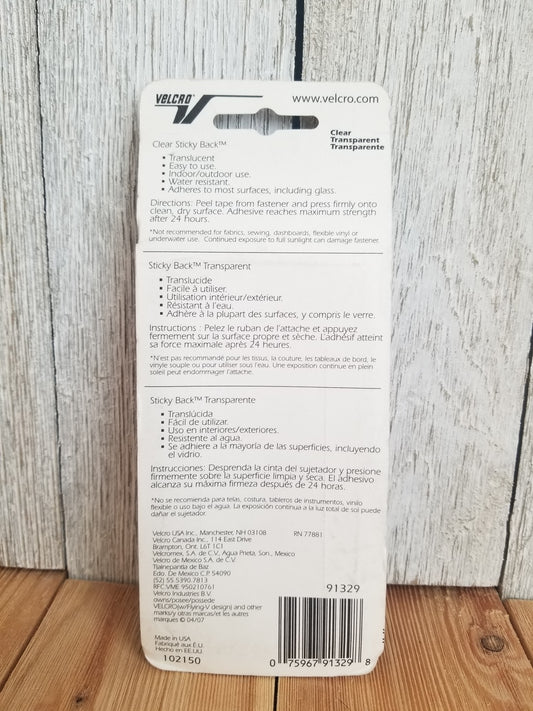 VELCRO®
www.velcro.com
Clear
Transparent
Transparente
Clear Sticky Back™
• Translucent
• Easy to use.
• Indoor/outdoor use.
• Water resistant.
• Adheres to most surfaces, including glass.
Directions: Peel tape from fastener and press firmly onto
clean, dry surface. Adhesive reaches maximum strength
after 24 hours.
*Not recommended for fabrics, sewing, dashboards, flexible vinyl or
underwater use. Continued exposure to full sunlight can damage fastener.
Sticky Back™ Transparent
• Translucide
• Facile à utiliser.
• Utilisation intérieur/extérieur.
• Résistant à l'eau.
• Adhère à la plupart des surfaces, y compris le verre.
Instructions : Pelez le ruban de l'attache et appuyez
fermement sur la surface propre et sèche. L'adhésif atteint
sa force maximale après 24 heures.
*N'est pas recommandé pour les tissus, la couture, les tableaux de bord, le
vinyle souple ou pour utiliser sous l'eau. Une exposition continue en plein
soleil peut endommager l'attache.
Sticky Back™ Transparente
• Translúcida
• Fácil de utilizar.
• Uso en interiores/exteriores.
• Resistente al agua.
• Se adhiere a la mayoría de las superficies, incluyendo
el vidrio.
Instrucciones: Desprenda la cinta del sujetador y presione
firmemente sobre la superficie limpia y seca. El adhesivo
alcanza su máxima firmeza después de 24 horas.
*No se recomienda para telas, costura, tableros de instrumentos, vinilo
flexible o uso bajo el agua. La exposición continua a la luz total de sol puede
dañar el sujetador.
Velcro USA Inc., Manchester, NH 03108 RN 77881
Velcro Canada Inc., 114 East Drive
Brampton, Ont. L6T 1C1
Velcromex, S.A. de C.V., Agua Prieta, Son., Mexico
Velcro de Mexico S.A. de C.V.
Tlalnepantla de Baz
Edo. De Mexico C.P. 54090
(52) 55.5390.7813
RFC.VME 950210761
Velcro Industries B.V.
owns/posee/possede
VELCRO(w/Flying-V design) and other
marks/y otras marcas/et les autres
marques © 04/07
91329
Made in USA
Fabriqué aux É.U.
Hecho en EE.UU.
102150
0 75967 91329 8